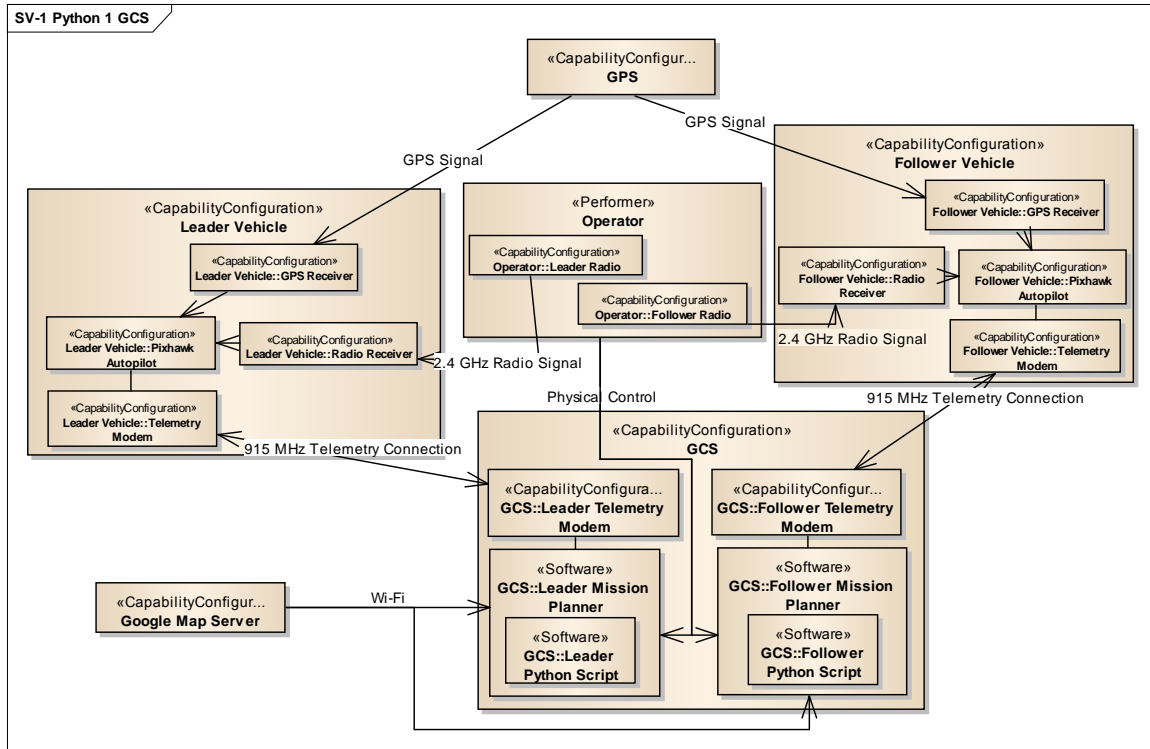 SV-1 Python 1 GCS
«CapabilityConfigur...
GPS
GPS Signal
GPS Signal
«CapabilityConfiguration»
Follower Vehicle
«CapabilityConfiguration»
Follower Vehicle::GPS Receiver
«CapabilityConfiguration»
Follower Vehicle::Radio
Receiver
«CapabilityConfiguration»
Follower Vehicle::Pixhawk
Autopilot
«CapabilityConfiguration»
Follower Vehicle::Telemetry
Modem
«CapabilityConfiguration»
Leader Vehicle
«CapabilityConfiguration»
Leader Vehicle::GPS Receiver
«CapabilityConfiguration»
Leader Vehicle::Pixhawk
Autopilot
«CapabilityConfiguration»
Leader Vehicle::Radio Receiver
«CapabilityConfiguration»
Leader Vehicle::Telemetry
Modem
«Performer»
Operator
«CapabilityConfiguration»
Operator::Leader Radio
«CapabilityConfiguration»
Operator::Follower Radio
2.4 GHz Radio Signal
2.4 GHz Radio Signal
Physical Control
915 MHz Telemetry Connection
915 MHz Telemetry Connection
«CapabilityConfiguration»
GCS
«CapabilityConfigura...
GCS::Leader Telemetry
Modem
«CapabilityConfigur...
GCS::Follower Telemetry
Modem
«Software»
GCS::Leader Mission
Planner
«Software»
GCS::Leader
Python Script
«Software»
GCS::Follower Mission
Planner
«Software»
GCS::Follower
Python Script
«CapabilityConfigur...
Google Map Server
Wi-Fi